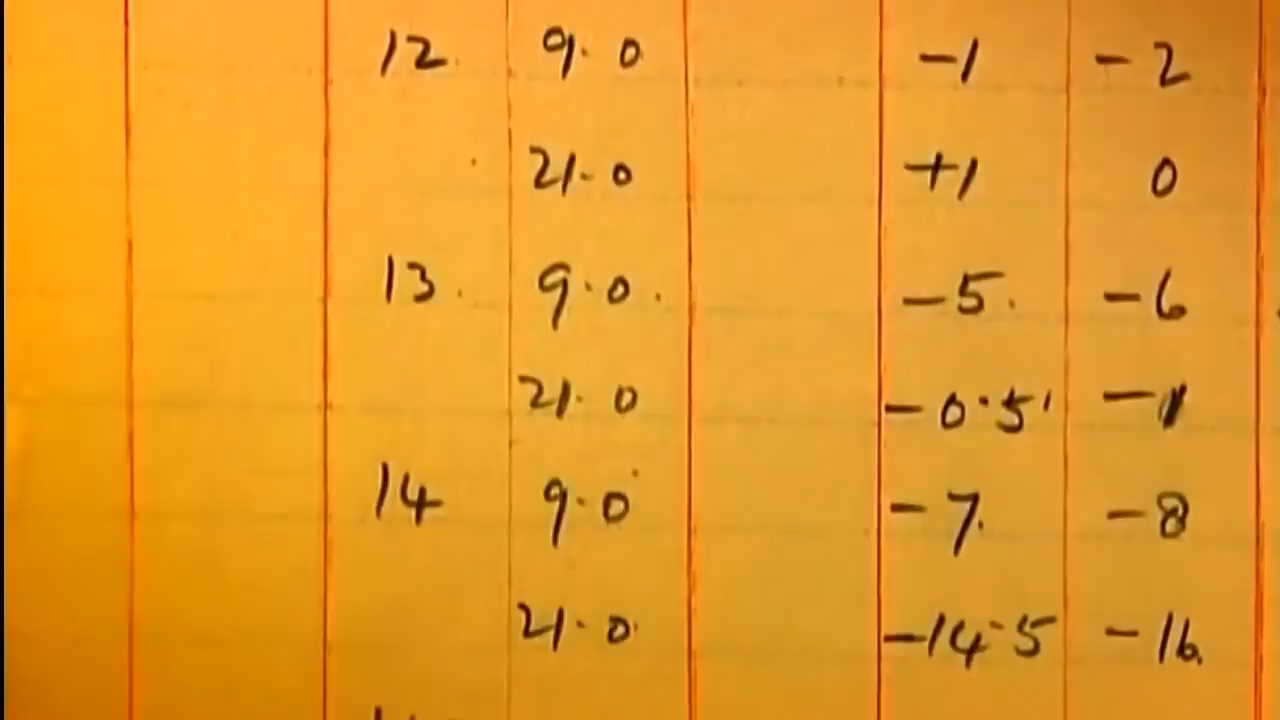 12. 9.0 -1 -2
21.0 +1 0
13. 9.0. -5. -6
21.0 -0.5 -1
14 9.0 -7. -8
21.0 -14.5 -16.